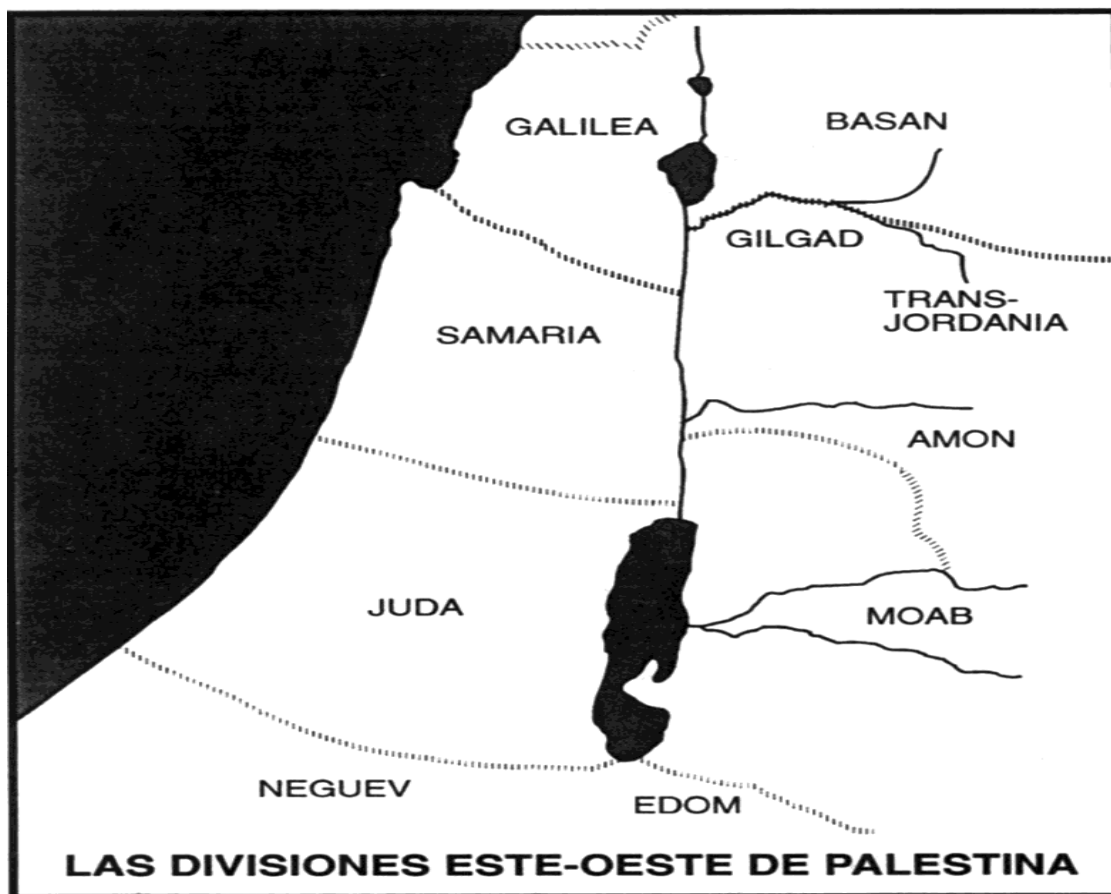 GALILEA
BASAN
GILGAD
TRANS-
JORDANIA
SAMARIA
AMON
JUDA
MOAB
NEGUEV
EDOM
LAS DIVISIONES ESTE-OESTE DE PALESTINA